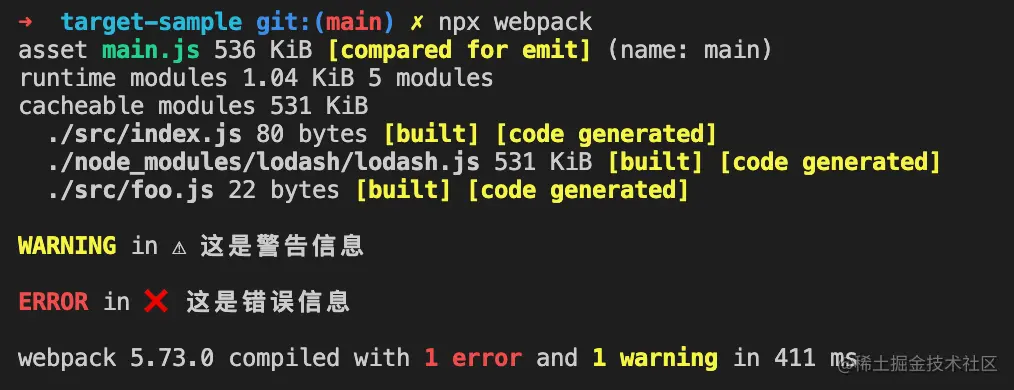 ➜  target-sample git:(main) ✗ npx webpack
asset main.js 536 KiB [compared for emit] (name: main)
runtime modules 1.04 KiB 5 modules
cacheable modules 531 KiB
  ./src/index.js 80 bytes [built] [code generated]
  ./node_modules/lodash/lodash.js 531 KiB [built] [code generated]
  ./src/foo.js 22 bytes [built] [code generated]
WARNING in ⚠ 这是警告信息
ERROR in ❌ 这是错误信息
webpack 5.73.0 compiled with 1 error and 1 warning in 411 ms
@稀土掘金技术社区